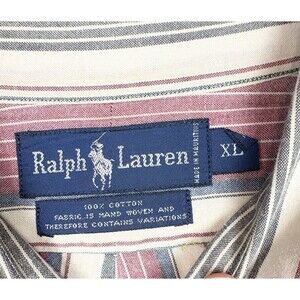 Ralph Lauren
XL
MADE IN MAURITIUS
100% COTTON
FABRIC IS HAND WOVEN AND
THEREFORE CONTAINS VARIATIONS